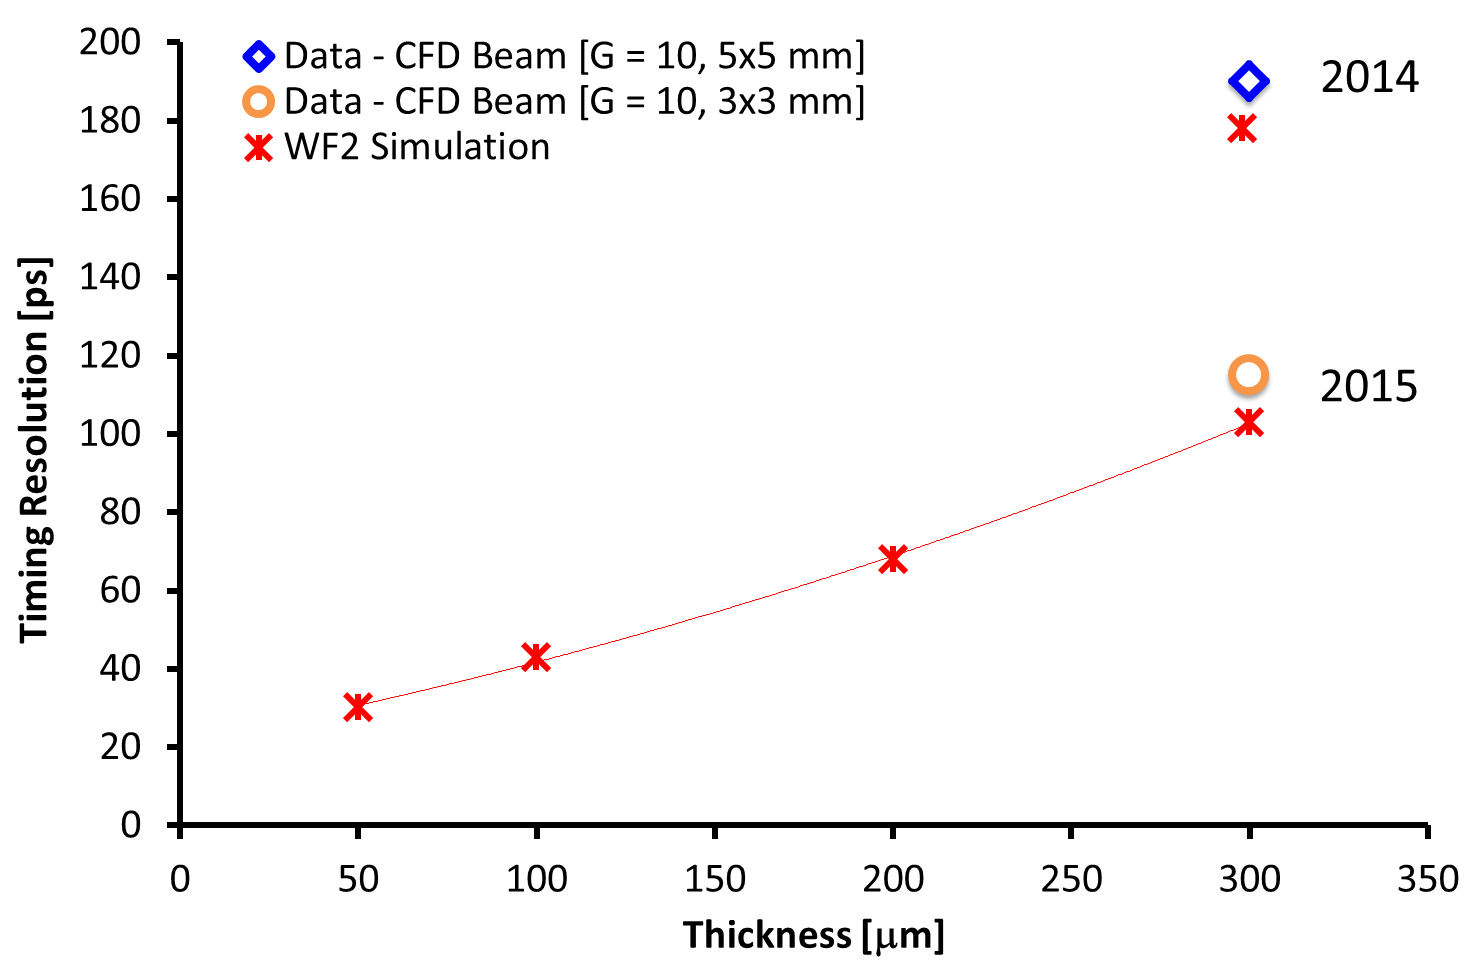 Data - CFD Beam [G = 10, 5x5 mm]
Data - CFD Beam [G = 10, 3x3 mm]
WF2 Simulation
2014
2015
Timing Resolution [ps]
200
180
160
140
120
100
80
60
40
20
0
0 50 100 150 200 250 300 350
Thickness [μm]